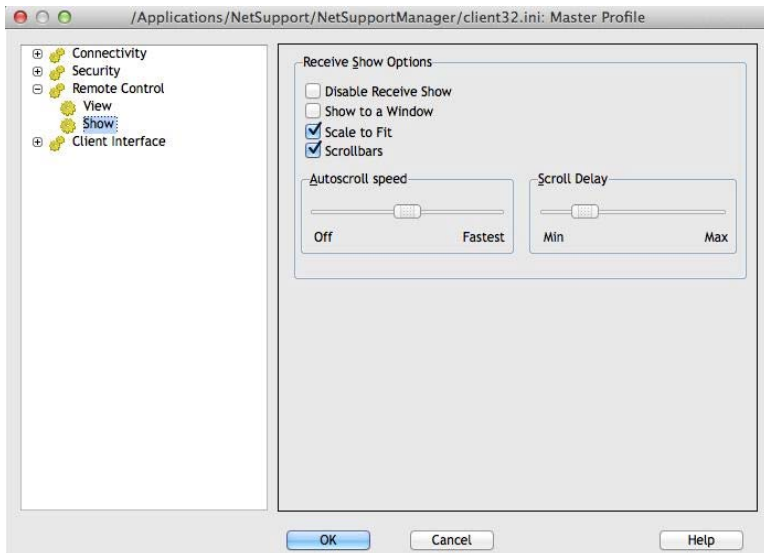 /Applications/NetSupport/NetSupportManager/client32.ini: Master Profile
Connectivity
Security
Remote Control
View
Show
Client Interface
Receive Show Options
Disable Receive Show
Show to a Window
Scale to Fit
Scrollbars
Autoscroll speed
Off Fastest
Scroll Delay
Min Max
OK Cancel Help